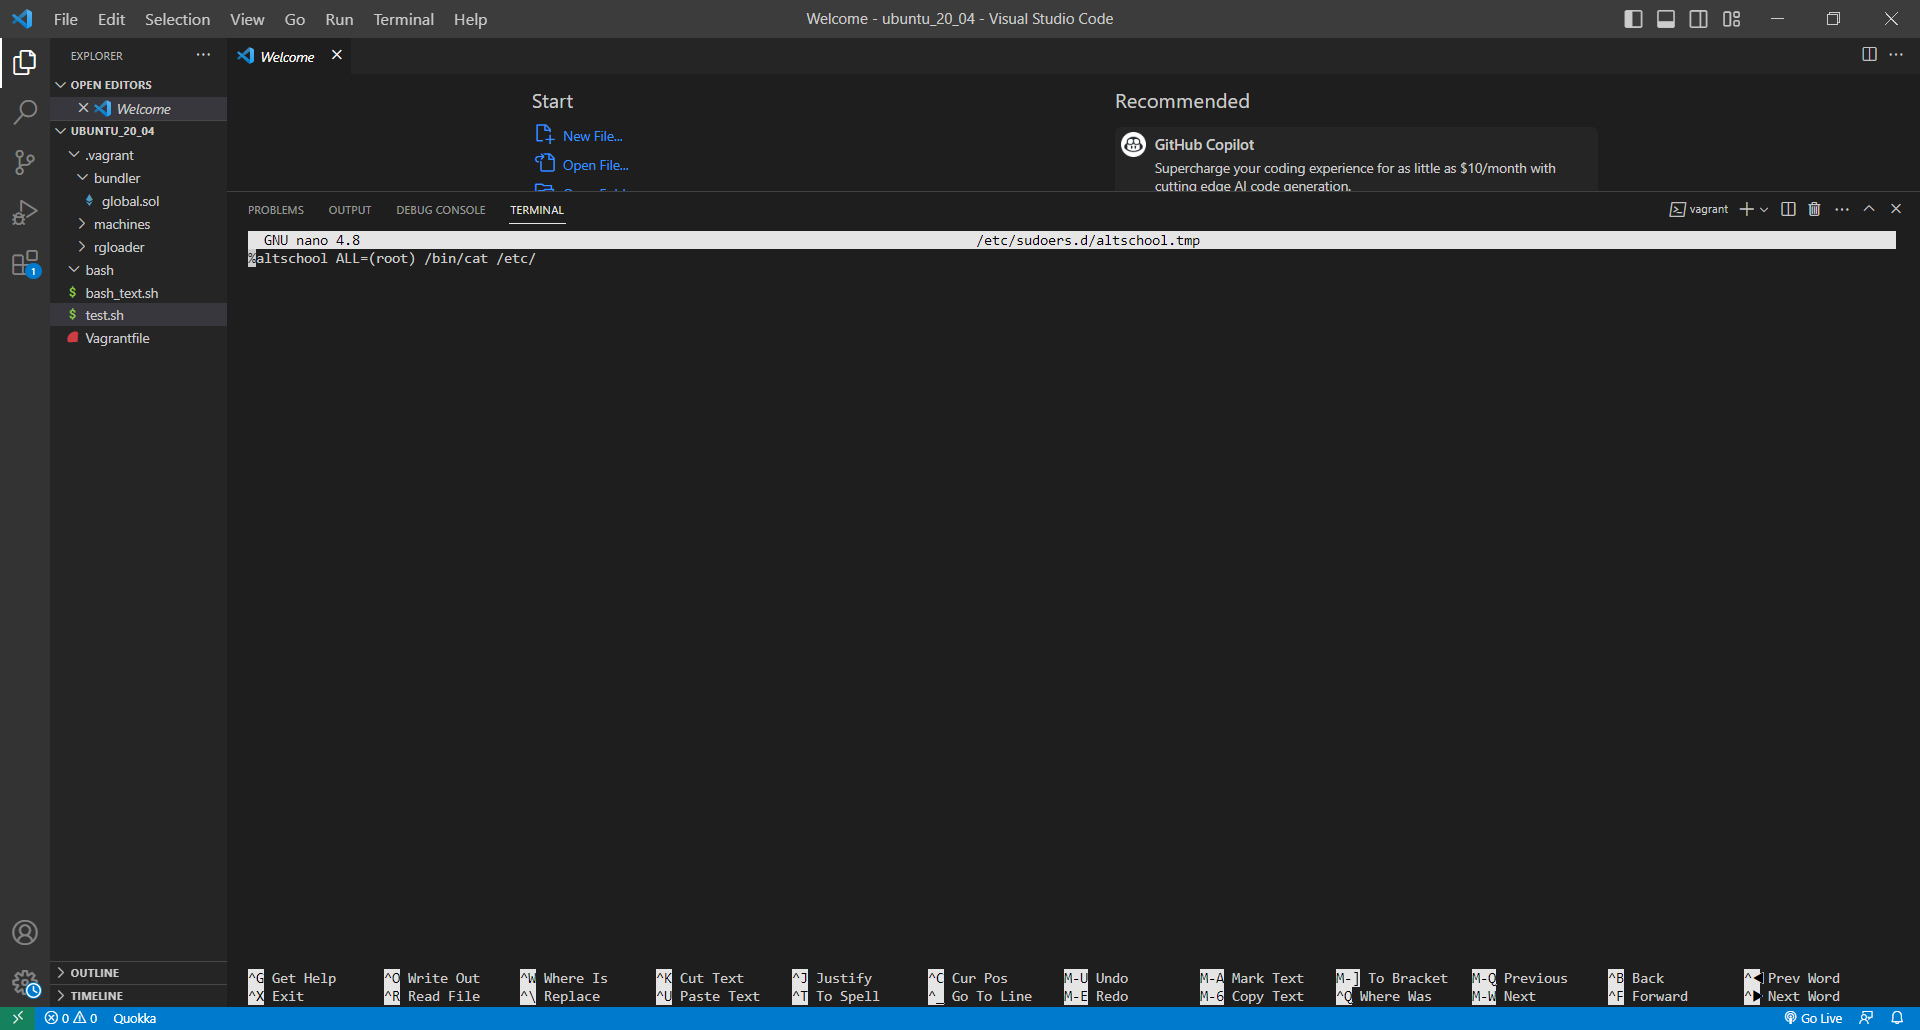 File Edit Selection View Go Run Terminal Help
Welcome - ubuntu_20_04 - Visual Studio Code
EXPLORER
OPEN EDITORS
Welcome
UBUNTU_20_04
.vagrant
bundler
global.sol
machines
rgloader
bash
$ bash_text.sh
$ test.sh
Vagrantfile
OUTLINE
TIMELINE
1
Welcome
Start
New File...
Open File...
Recommended
GitHub Copilot
Supercharge your coding experience for as little as $10/month with
cutting edge AI code generation.
PROBLEMS OUTPUT DEBUG CONSOLE TERMINAL
vagrant
GNU nano 4.8 /etc/sudoers.d/altschool.tmp
%altschool ALL=(root) /bin/cat /etc/
^G Get Help ^O Write Out ^W Where Is ^K Cut Text ^J Justify ^C Cur Pos M-U Undo M-A Mark Text M-] To Bracket M-Q Previous ^B Back ^◀ Prev Word
^X Exit ^R Read File ^\ Replace ^U Paste Text ^T To Spell ^_ Go To Line M-E Redo M-6 Copy Text ^Q Where Was M-W Next ^F Forward ^▶ Next Word
0 0 Quokka
Go Live